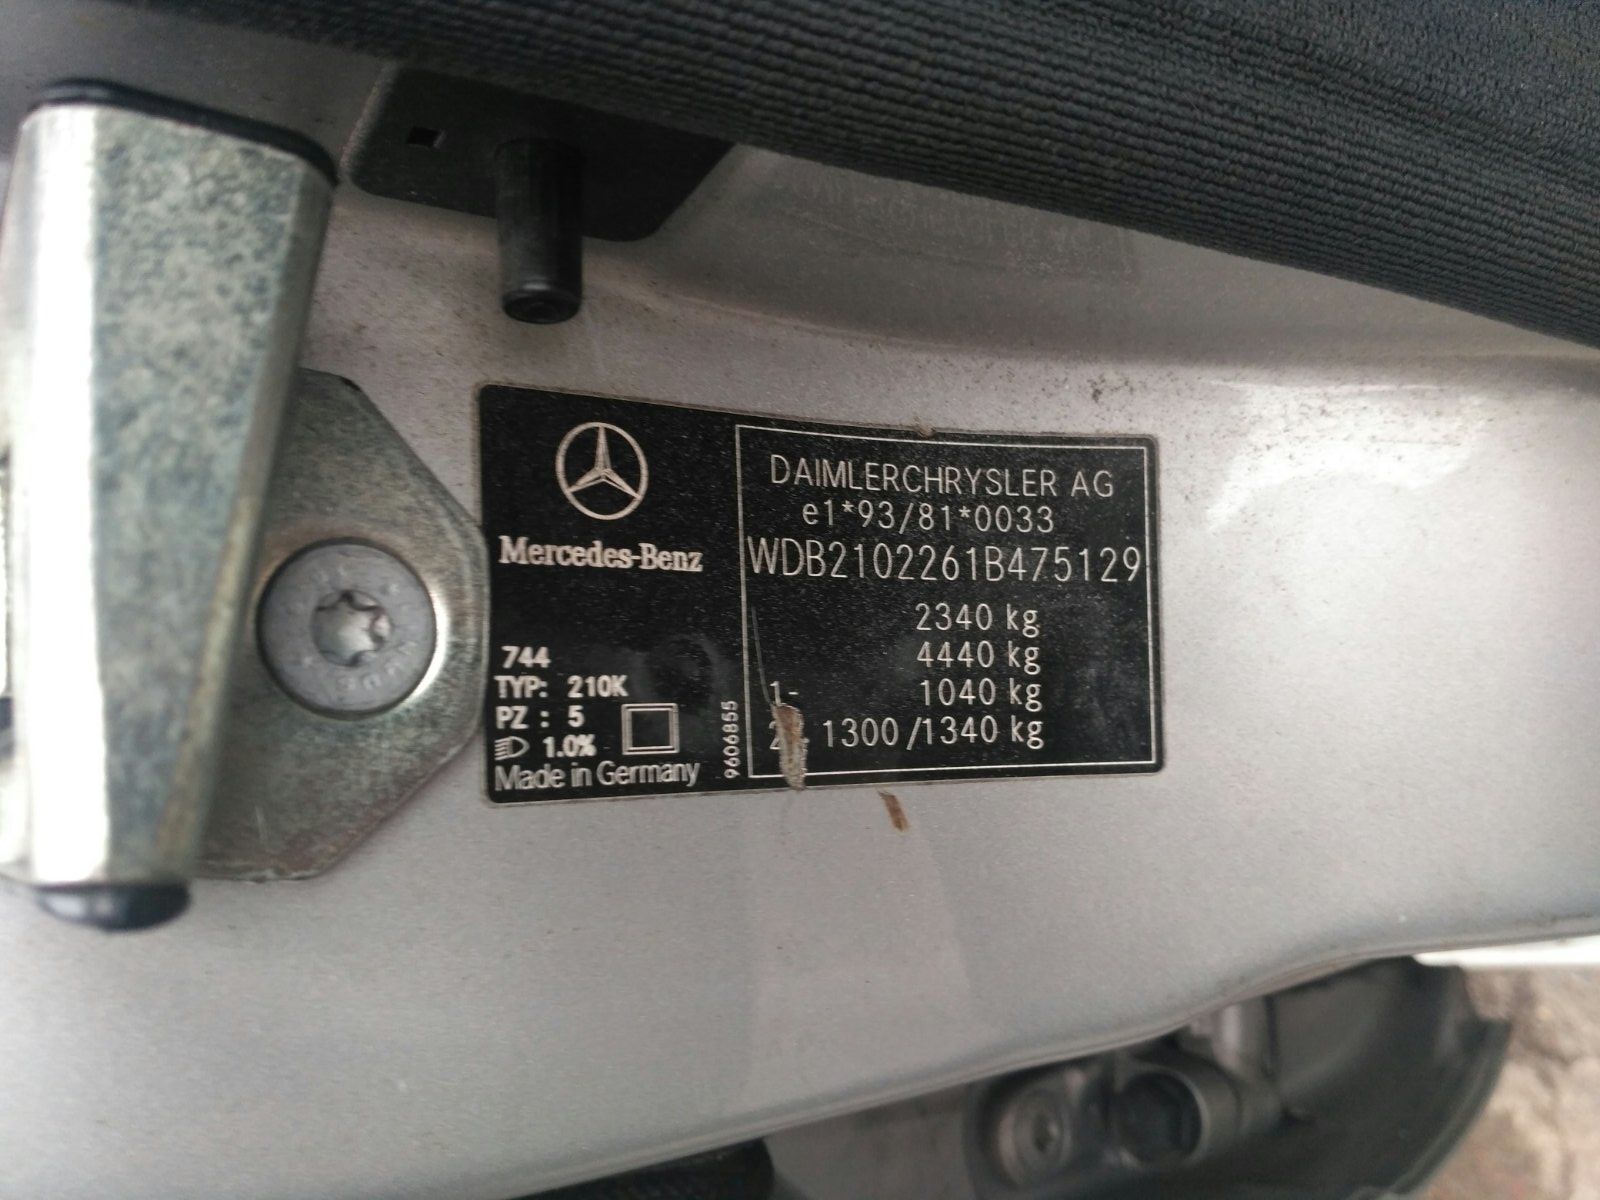 Mercedes-Benz
744
TYP: 210K
PZ : 5
1.0%
Made in Germany
9606855
DAIMLERCHRYSLER AG
e1*93/81*0033
WDB2102261B475129
2340 kg
4440 kg
1- 1040 kg
2- 1300/1340 kg